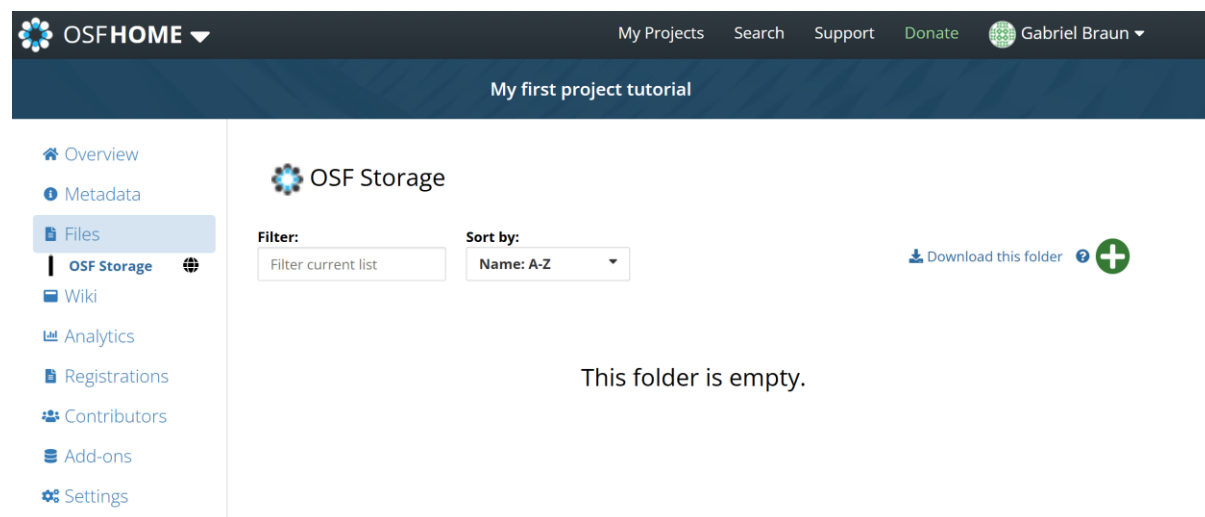 OSFHOME
My Projects Search Support Donate Gabriel Braun
My first project tutorial
Overview
Metadata
Files
OSF Storage
Wiki
Analytics
Registrations
Contributors
Add-ons
Settings
OSF Storage
Filter: Sort by:
Filter current list Name: A-Z Download this folder
This folder is empty.